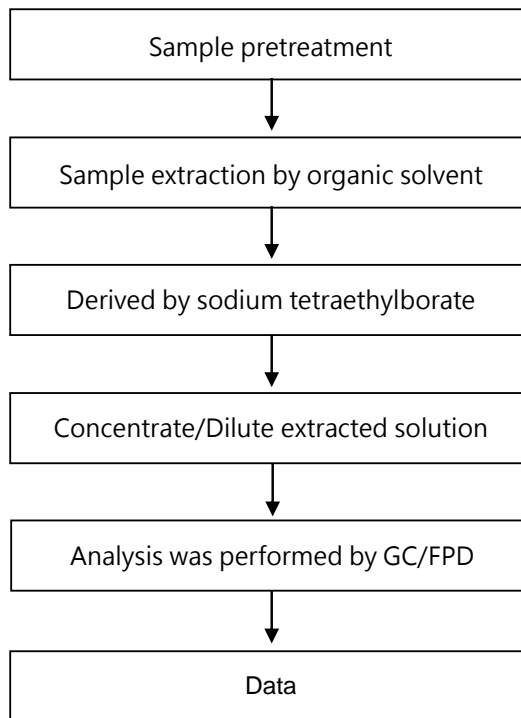 Sample pretreatment
Sample extraction by organic solvent
Derived by sodium tetraethylborate
Concentrate/Dilute extracted solution
Analysis was performed by GC/FPD
Data